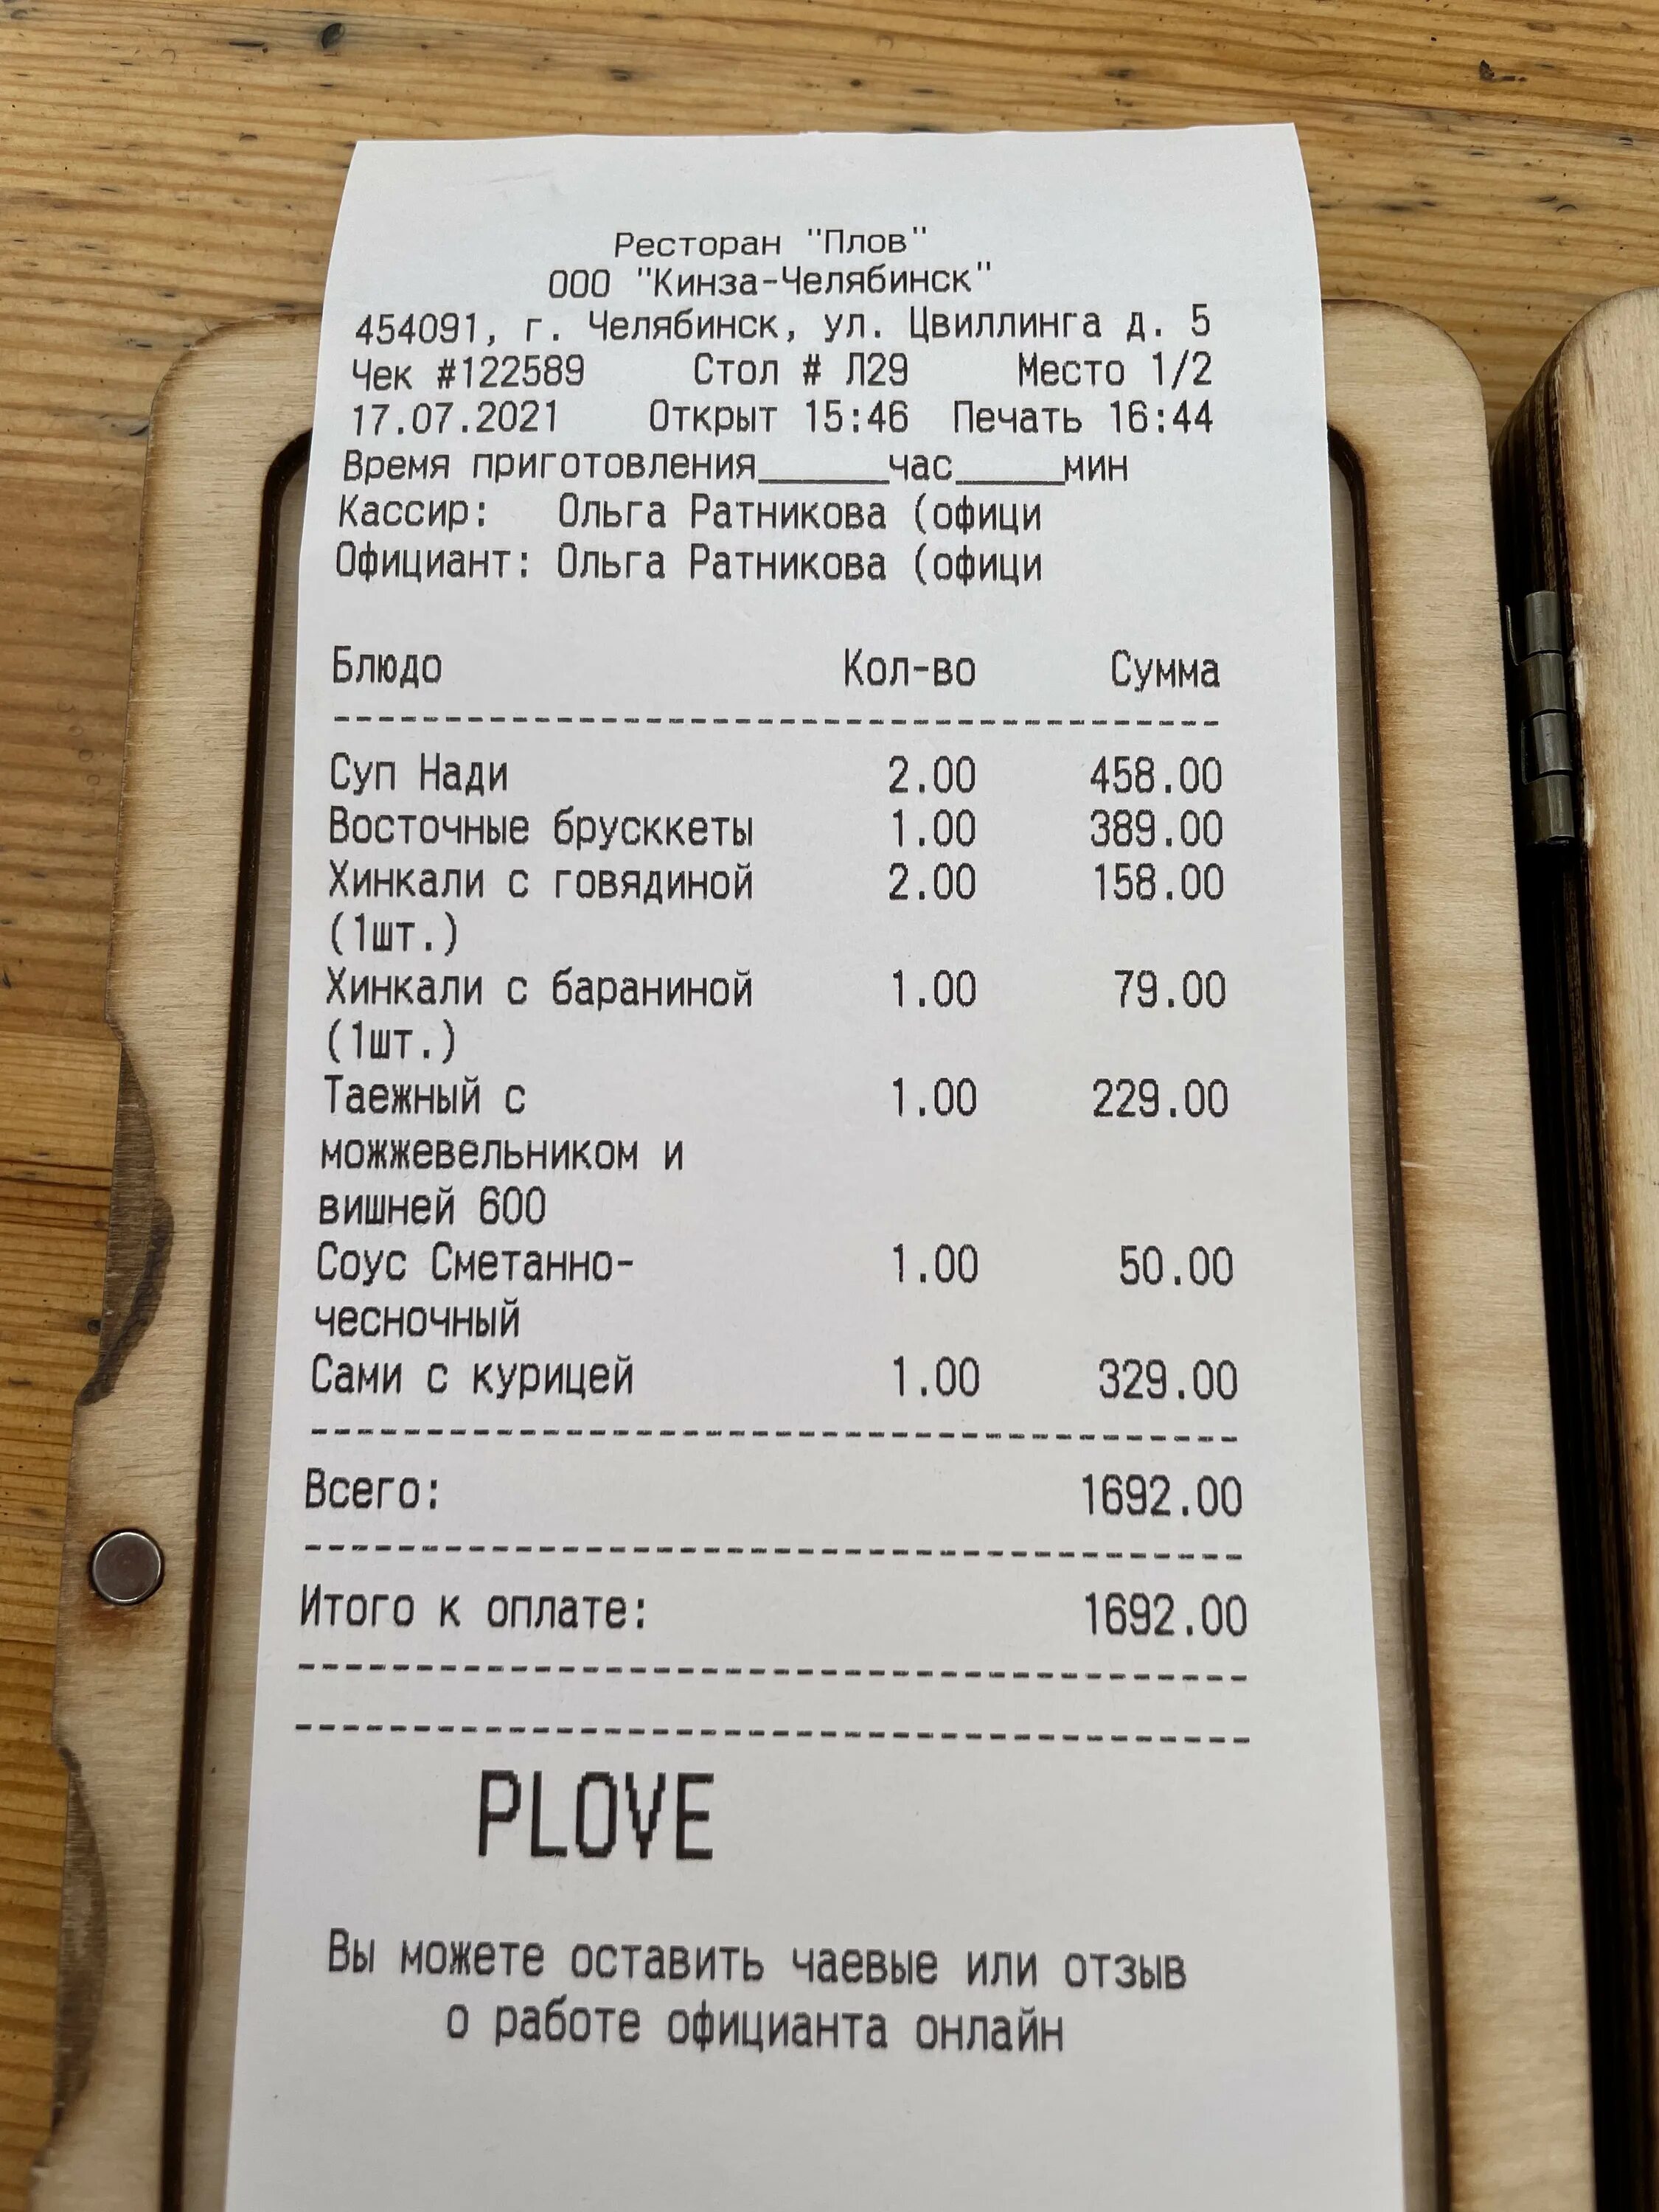 Ресторан "Плов"
ООО "Кинза-Челябинск"
454091, г. Челябинск, ул. Цвиллинга д. 5
Чек #122589 Стол # Л29 Место 1/2
17.07.2021 Открыт 15:46 Печать 16:44
Время приготовления______час_____мин
Кассир: Ольга Ратникова (офици
Официант: Ольга Ратникова (офици
Блюдо Кол-во Сумма
Суп Нади 2.00 458.00
Восточные брусккеты 1.00 389.00
Хинкали с говядиной 2.00 158.00
(1шт.)
Хинкали с бараниной 1.00 79.00
(1шт.)
Таежный с 1.00 229.00
можжевельником и
вишней 600
Соус Сметанно- 1.00 50.00
чесночный
Сами с курицей 1.00 329.00
Всего: 1692.00
Итого к оплате: 1692.00
PLOVE
Вы можете оставить чаевые или отзыв
о работе официанта онлайн